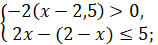 −2(x − 2,5) > 0,
2x − (2 − x) ≤ 5;